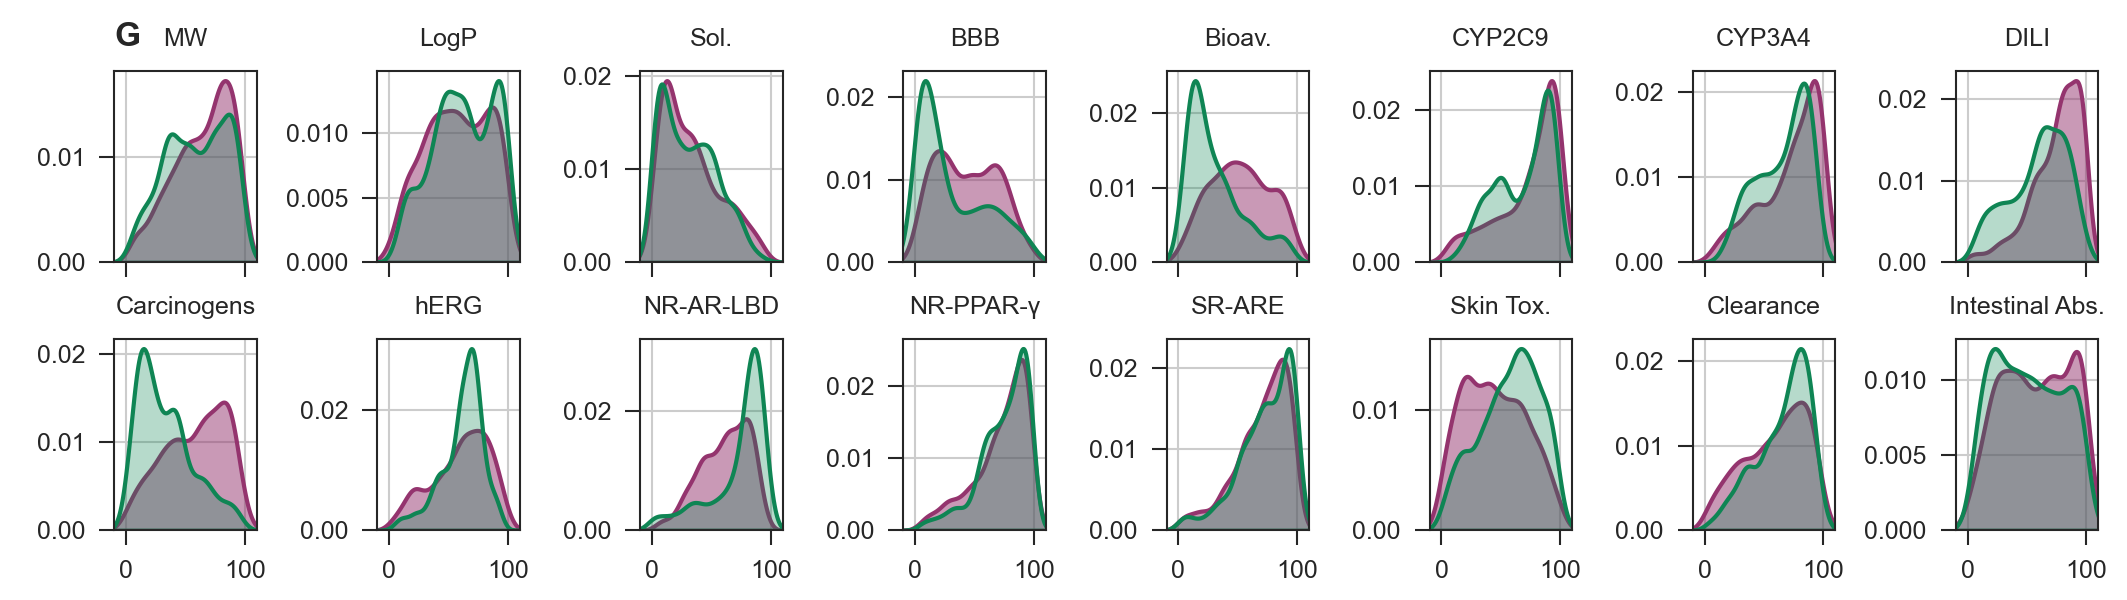 G MW LogP Sol. BBB Bioav. CYP2C9 CYP3A4 DILI
0.02
0.02 0.02 0.02 0.02 0.02
0.01 0.010 0.01 0.01 0.01 0.01 0.01 0.01
0.005
0.00 0.000 0.00 0.00 0.00 0.00 0.00 0.00
Carcinogens hERG NR-AR-LBD NR-PPAR-γ SR-ARE Skin Tox. Clearance Intestinal Abs.
0.02 0.02 0.02 0.02 0.02 0.01 0.02 0.010
0.01 0.01 0.01 0.01 0.005
0.00 0.00 0.00 0.00 0.00 0.00 0.00 0.000
0 100 0 100 0 100 0 100 0 100 0 100 0 100 0 100